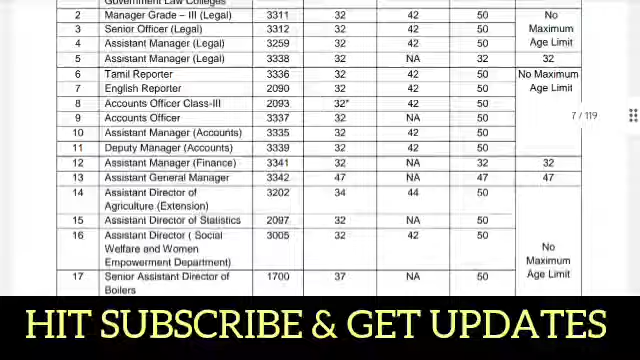 Government Law Colleges
2 Manager Grade – III (Legal) 3311 32 42 50 No
3 Senior Officer (Legal) 3312 32 42 50 Maximum
4 Assistant Manager (Legal) 3259 32 42 50 Age Limit
5 Assistant Manager (Legal) 3338 32 NA 32 32
6 Tamil Reporter 3336 32 42 50 No Maximum
7 English Reporter 2090 32 42 50 Age Limit
8 Accounts Officer Class-III 2093 32* 42 50
7 / 119
9 Accounts Officer 3337 32 NA 50
10 Assistant Manager (Accounts) 3335 32 42 50
11 Deputy Manager (Accounts) 3339 32 42 50
12 Assistant Manager (Finance) 3341 32 NA 32 32
13 Assistant General Manager 3342 47 NA 47 47
14 Assistant Director of 3202 34 44 50
Agriculture (Extension)
15 Assistant Director of Statistics 2097 32 NA 50
16 Assistant Director ( Social 3005 32 42 50
Welfare and Women No
Empowerment Department) Maximum
17 Senior Assistant Director of 1700 37 NA 50 Age Limit
Boilers
HIT SUBSCRIBE & GET UPDATES